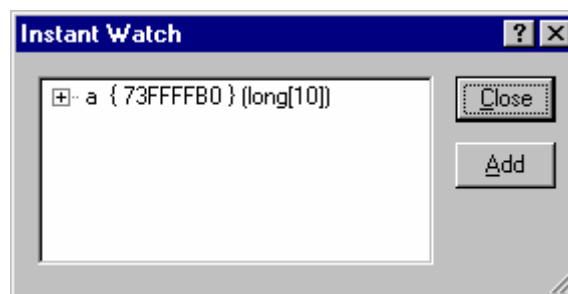 Instant Watch
a { 73FFFFB0 } (long[10])
Close
Add